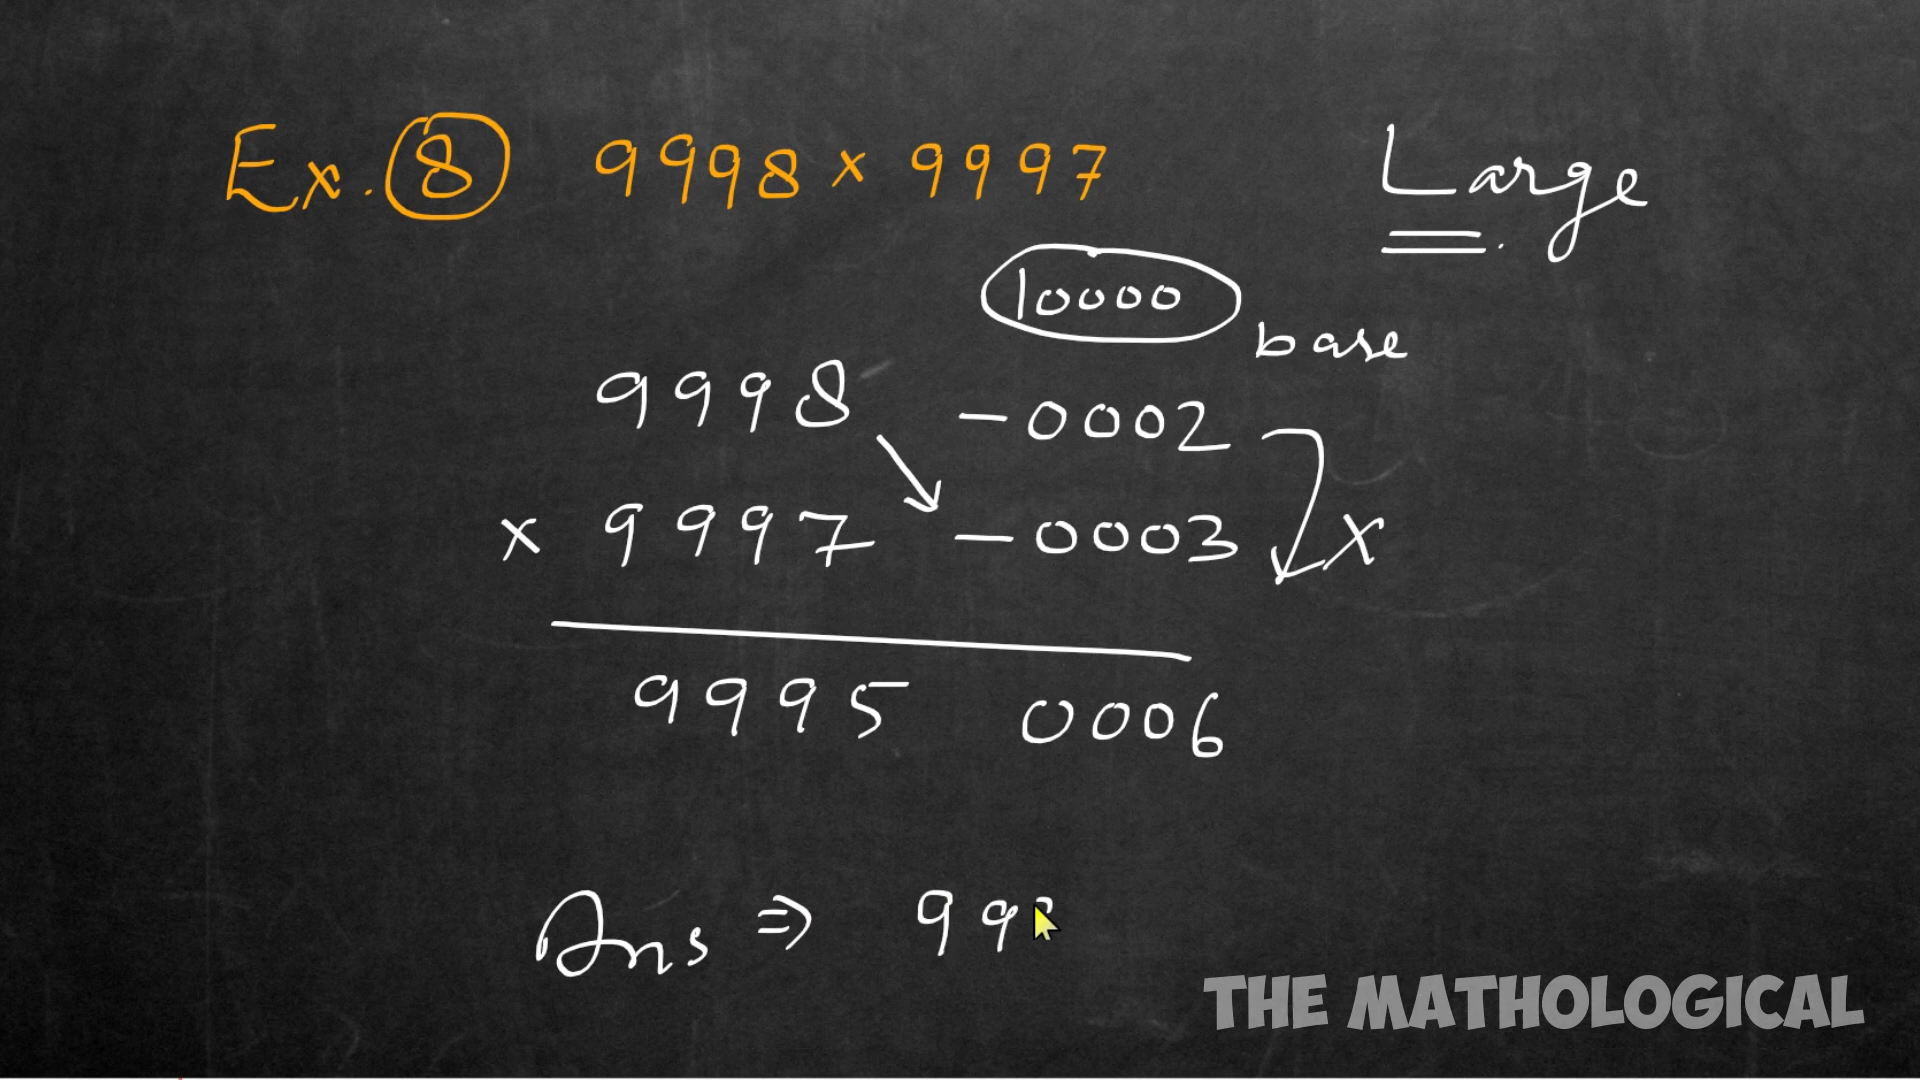 Ex. 8 9998 × 9997
Large
10000
base
9998 -0002
× 9997 -0003 ×
9995 0006
Ans ⇒ 99
THE MATHOLOGICAL